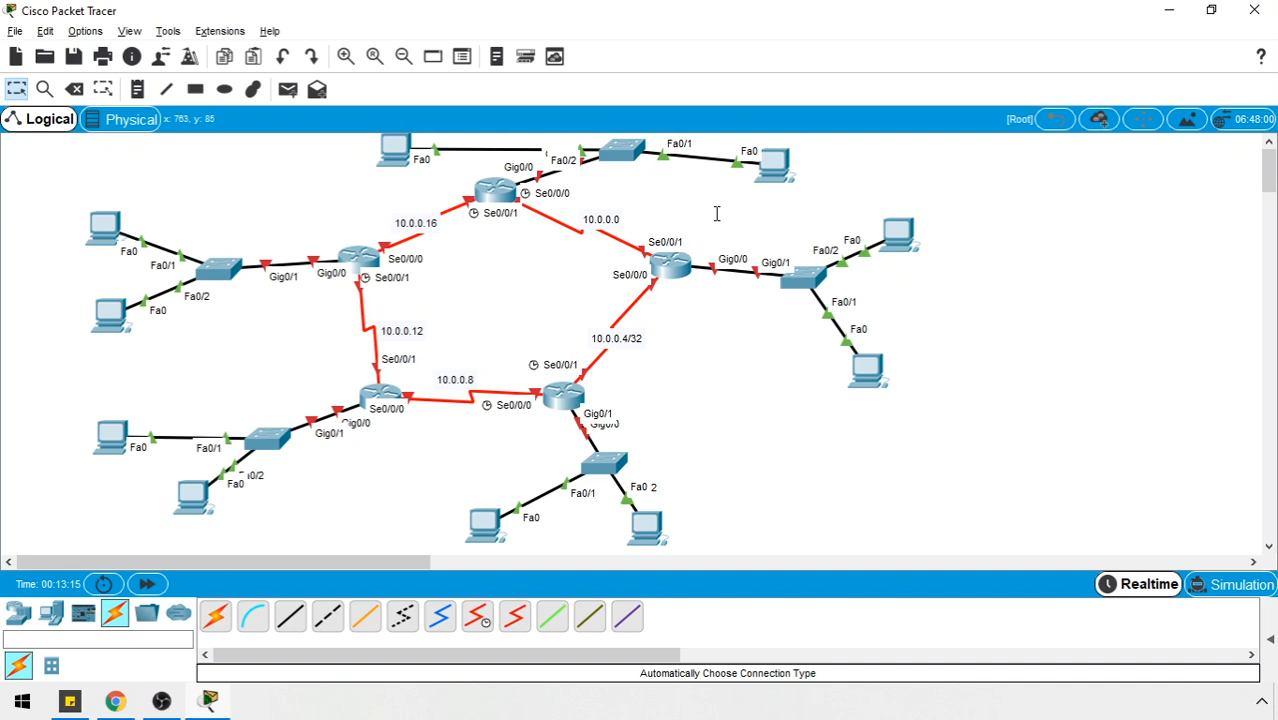 Cisco Packet Tracer
File Edit Options View Tools Extensions Help
?
Logical Physical x: 763, y: 85 [Root] 06:48:00
Fa0 Fa0/2 Fa0/1 Fa0
Gig0/0
Se0/0/0
Se0/0/1
10.0.0.16
10.0.0.0
Fa0
Fa0/1
Fa0/2
Fa0
Gig0/1
Gig0/0
Se0/0/0
Se0/0/1
Se0/0/1
Se0/0/0
Gig0/0
Gig0/1
Fa0/2
Fa0
Fa0/1
Fa0
10.0.0.12
10.0.0.4/32
Se0/0/1
Se0/0/1
10.0.0.8
Se0/0/0
Se0/0/0
Gig0/0
Gig0/1
Fa0
Fa0/1
Fa0
Gig0/1
Gig0/0
Fa0/1
Fa0 2
Fa0
Time: 00:13:15
Realtime Simulation
Automatically Choose Connection Type